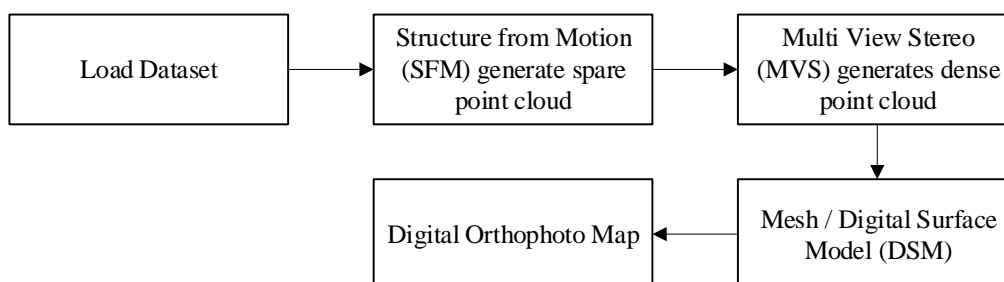 Load Dataset
Structure from Motion
(SFM) generate spare
point cloud
Multi View Stereo
(MVS) generates dense
point cloud
Mesh / Digital Surface
Model (DSM)
Digital Orthophoto Map